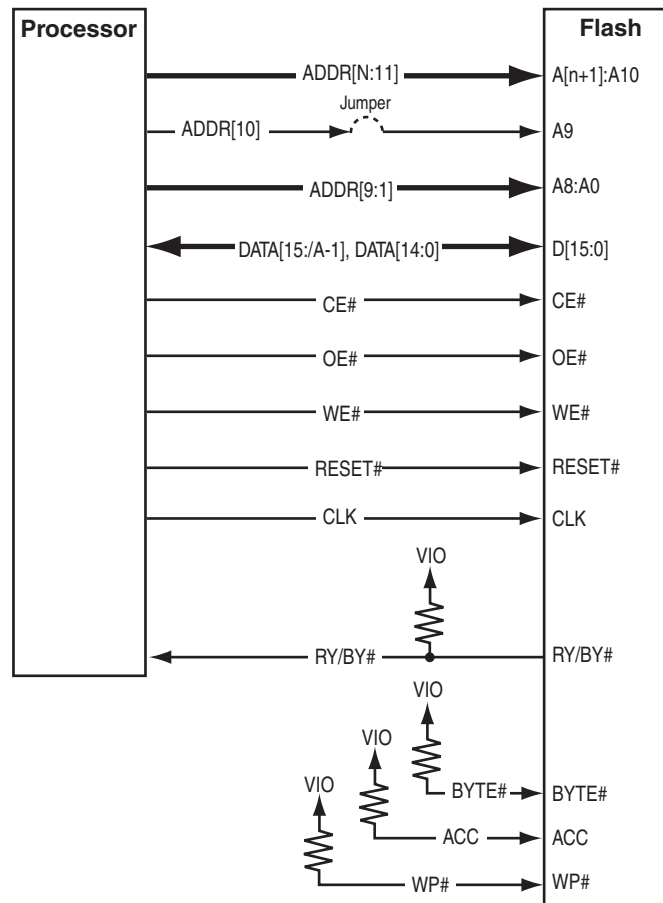 Processor
Flash
ADDR[N:11]
A[n+1]:A10
Jumper
ADDR[10]
A9
ADDR[9:1]
A8:A0
DATA[15:/A-1], DATA[14:0]
D[15:0]
CE#
CE#
OE#
OE#
WE#
WE#
RESET#
RESET#
CLK
CLK
VIO
RY/BY#
RY/BY#
VIO
BYTE#
BYTE#
VIO
ACC
ACC
VIO
WP#
WP#